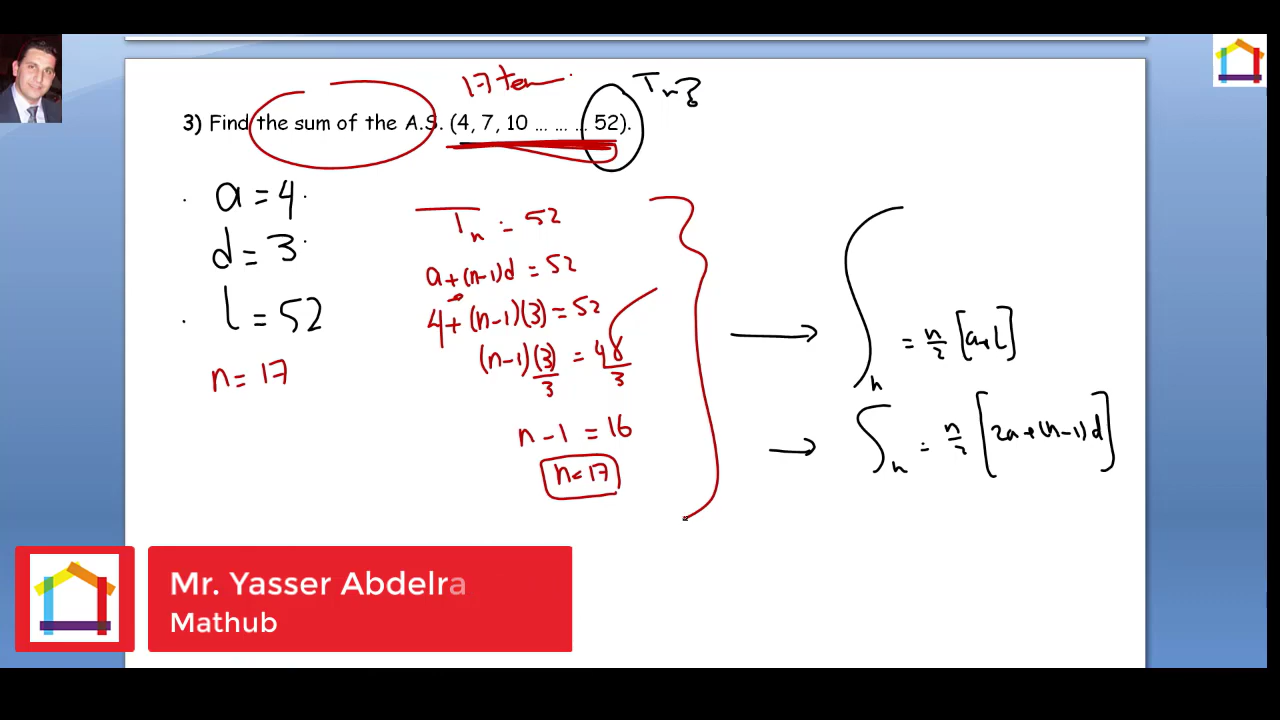 17 ter
Tn?
3) Find the sum of the A.S. (4, 7, 10 ... ... ... 52).
a = 4
d = 3
l = 52
n = 17
Tn = 52
a + (n-1)d = 52
4 + (n-1)(3) = 52
(n-1)(3)/3 = 48/3
n - 1 = 16
n = 17
Sn = n/2 [a+l]
Sn = n/2 [2a+(n-1)d]
Mr. Yasser Abdelra
Mathub